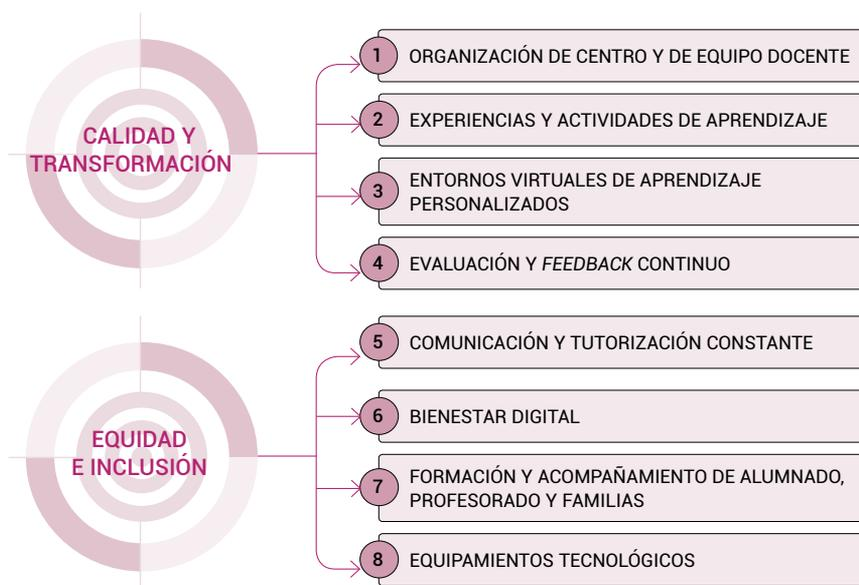 CALIDAD Y
TRANSFORMACIÓN
1 ORGANIZACIÓN DE CENTRO Y DE EQUIPO DOCENTE
2 EXPERIENCIAS Y ACTIVIDADES DE APRENDIZAJE
3 ENTORNOS VIRTUALES DE APRENDIZAJE
PERSONALIZADOS
4 EVALUACIÓN Y FEEDBACK CONTINUO
EQUIDAD
E INCLUSIÓN
5 COMUNICACIÓN Y TUTORIZACIÓN CONSTANTE
6 BIENESTAR DIGITAL
7 FORMACIÓN Y ACOMPAÑAMIENTO DE ALUMNADO,
PROFESORADO Y FAMILIAS
8 EQUIPAMIENTOS TECNOLÓGICOS